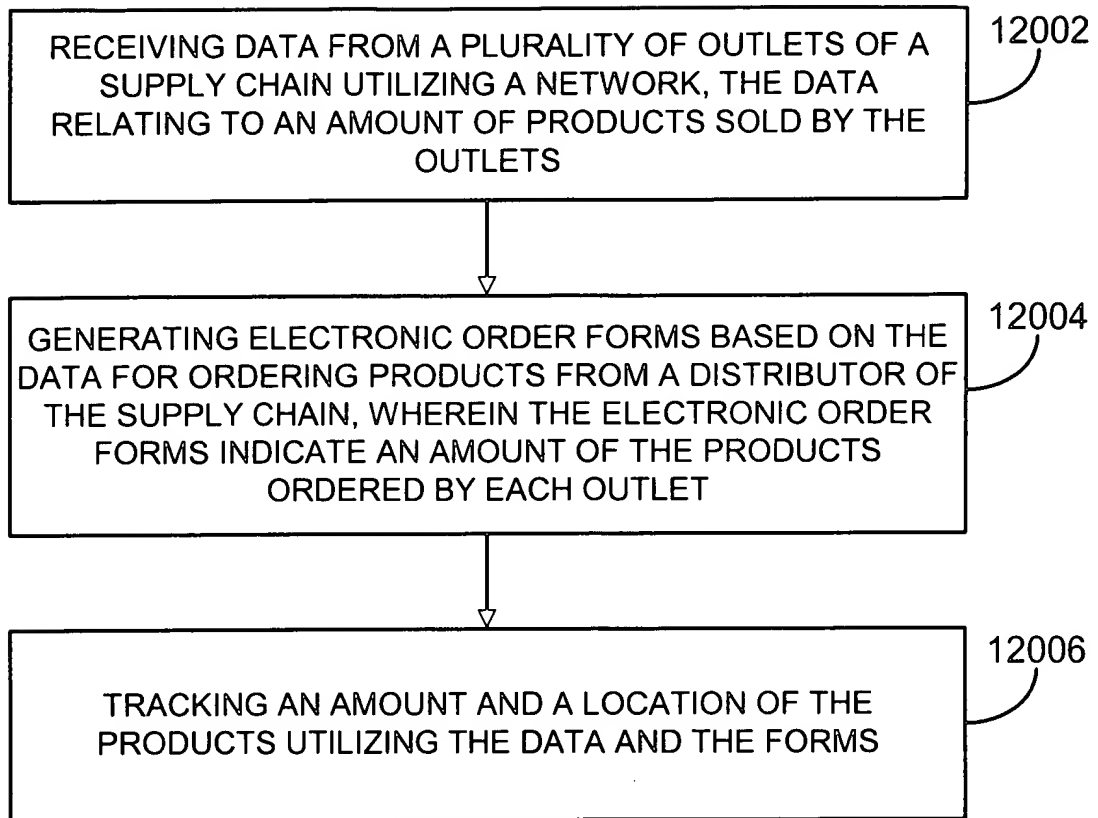 RECEIVING DATA FROM A PLURALITY OF OUTLETS OF A
SUPPLY CHAIN UTILIZING A NETWORK, THE DATA
RELATING TO AN AMOUNT OF PRODUCTS SOLD BY THE
OUTLETS
12002
GENERATING ELECTRONIC ORDER FORMS BASED ON THE
DATA FOR ORDERING PRODUCTS FROM A DISTRIBUTOR OF
THE SUPPLY CHAIN, WHEREIN THE ELECTRONIC ORDER
FORMS INDICATE AN AMOUNT OF THE PRODUCTS
ORDERED BY EACH OUTLET
12004
TRACKING AN AMOUNT AND A LOCATION OF THE
PRODUCTS UTILIZING THE DATA AND THE FORMS
12006